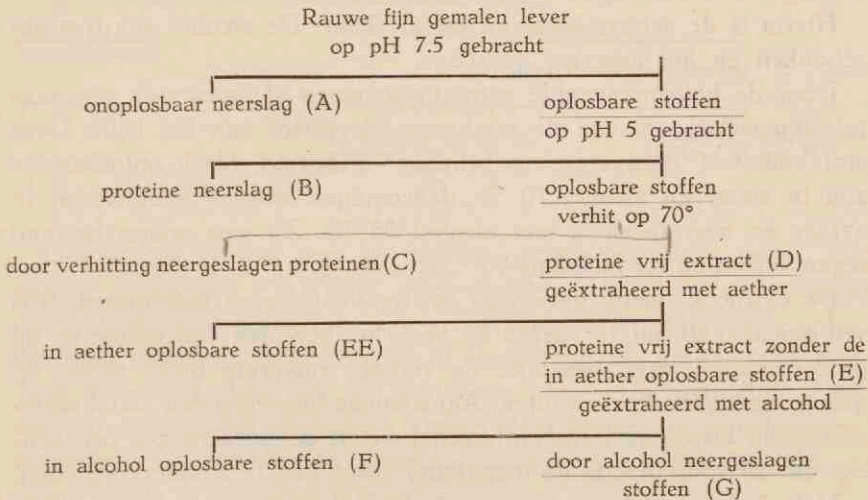 Rauwe fijn gemalen lever
op pH 7.5 gebracht
onoplosbaar neerslag (A)
oplosbare stoffen
op pH 5 gebracht
proteine neerslag (B)
oplosbare stoffen
verhit op 70°
door verhitting neergeslagen proteinen (C)
proteine vrij extract (D)
geëxtraheerd met aether
in aether oplosbare stoffen (EE)
proteine vrij extract zonder de
in aether oplosbare stoffen (E)
geëxtraheerd met alcohol
in alcohol oplosbare stoffen (F)
door alcohol neergeslagen
stoffen (G)